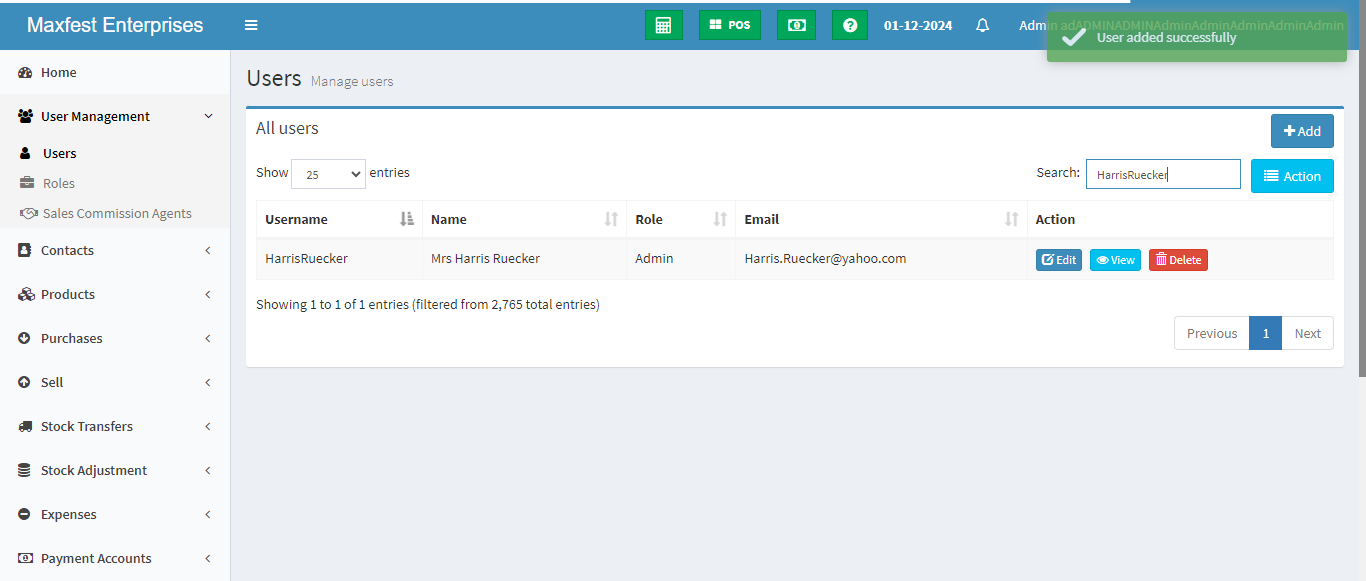 Maxfest Enterprises
POS
01-12-2024
Admin adADMINADMINAdminAdminAdminAdminAdmin
User added successfully
Home
User Management
Users
Roles
Sales Commission Agents
Contacts
Products
Purchases
Sell
Stock Transfers
Stock Adjustment
Expenses
Payment Accounts
Users Manage users
All users
Add
Show 25 entries
Search: HarrisRuecker
Action
Username Name Role Email Action
HarrisRuecker Mrs Harris Ruecker Admin Harris.Ruecker@yahoo.com Edit View Delete
Showing 1 to 1 of 1 entries (filtered from 2,765 total entries)
Previous 1 Next